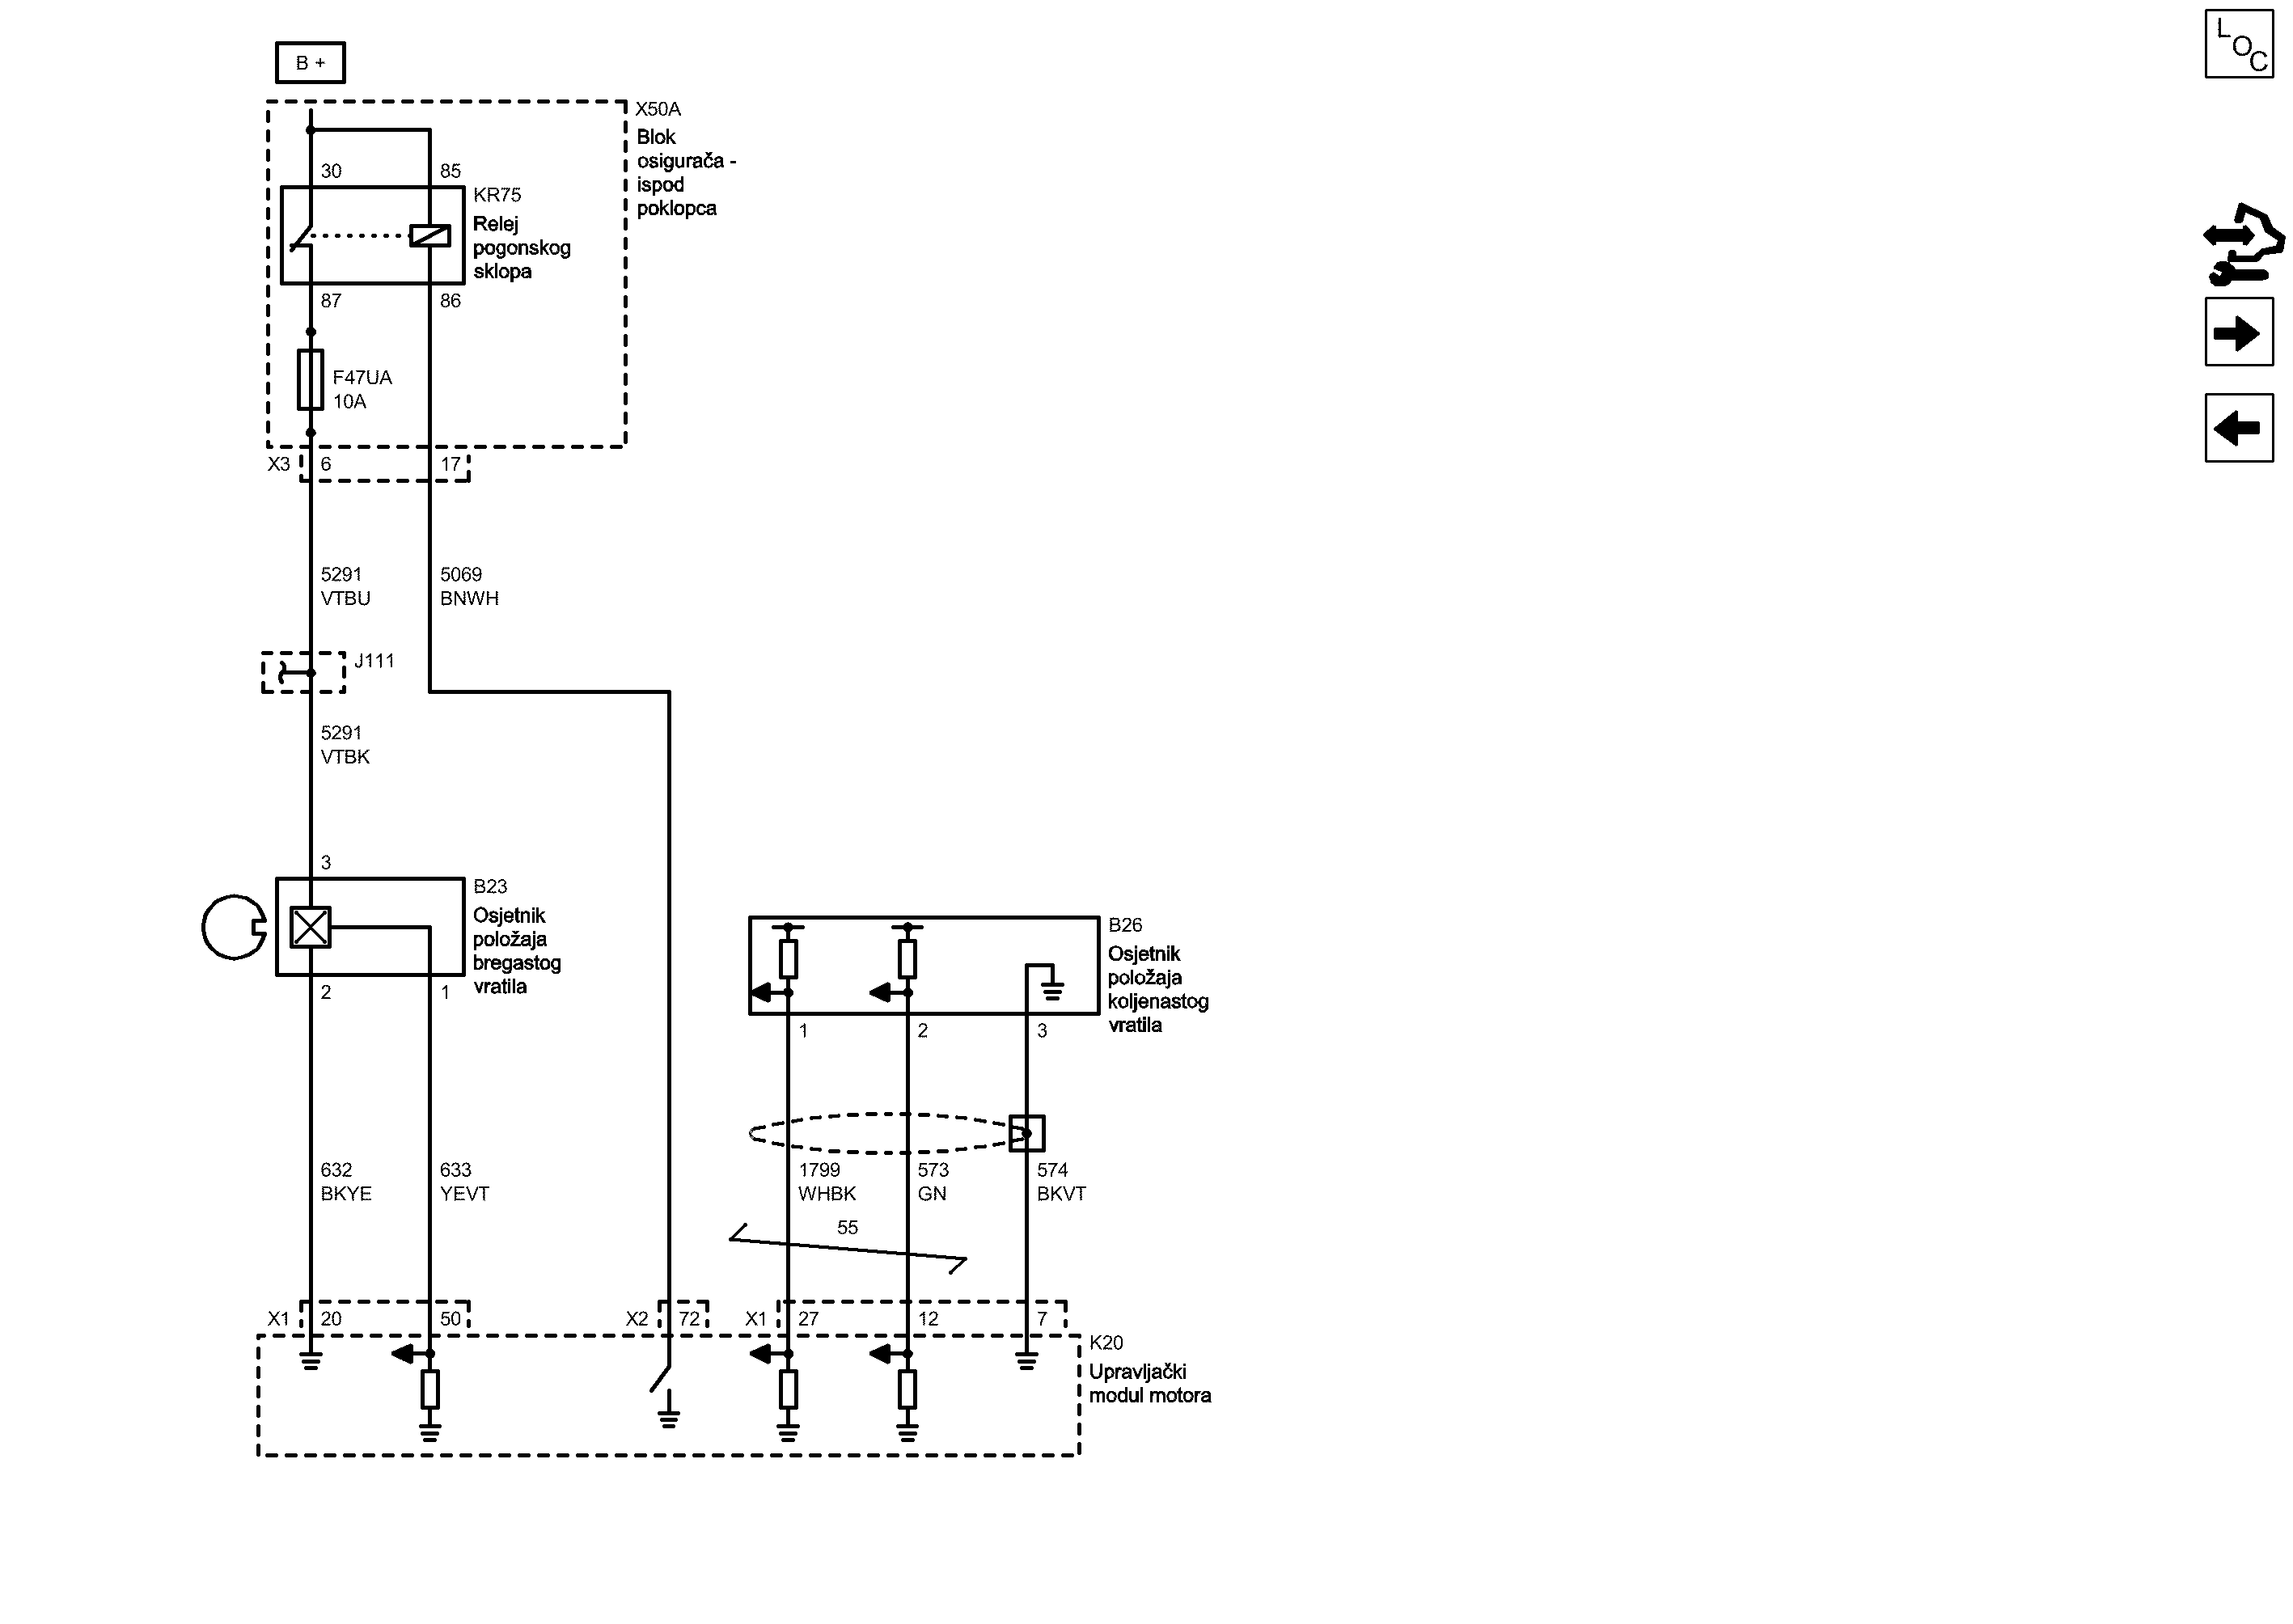 B +
LOC
X50A
Blok
osigurača -
ispod
poklopca
30
85
KR75
Relej
pogonskog
sklopa
87
86
F47UA
10A
X3
6
17
5291
VTBU
5069
BNWH
J111
5291
VTBK
3
B23
Osjetnik
položaja
bregastog
vratila
2
1
B26
Osjetnik
položaja
koljenastog
vratila
1
2
3
632
BKYE
633
YEVT
1799
WHBK
573
GN
574
BKVT
55
X1
20
50
X2
72
X1
27
12
7
K20
Upravljački
modul motora